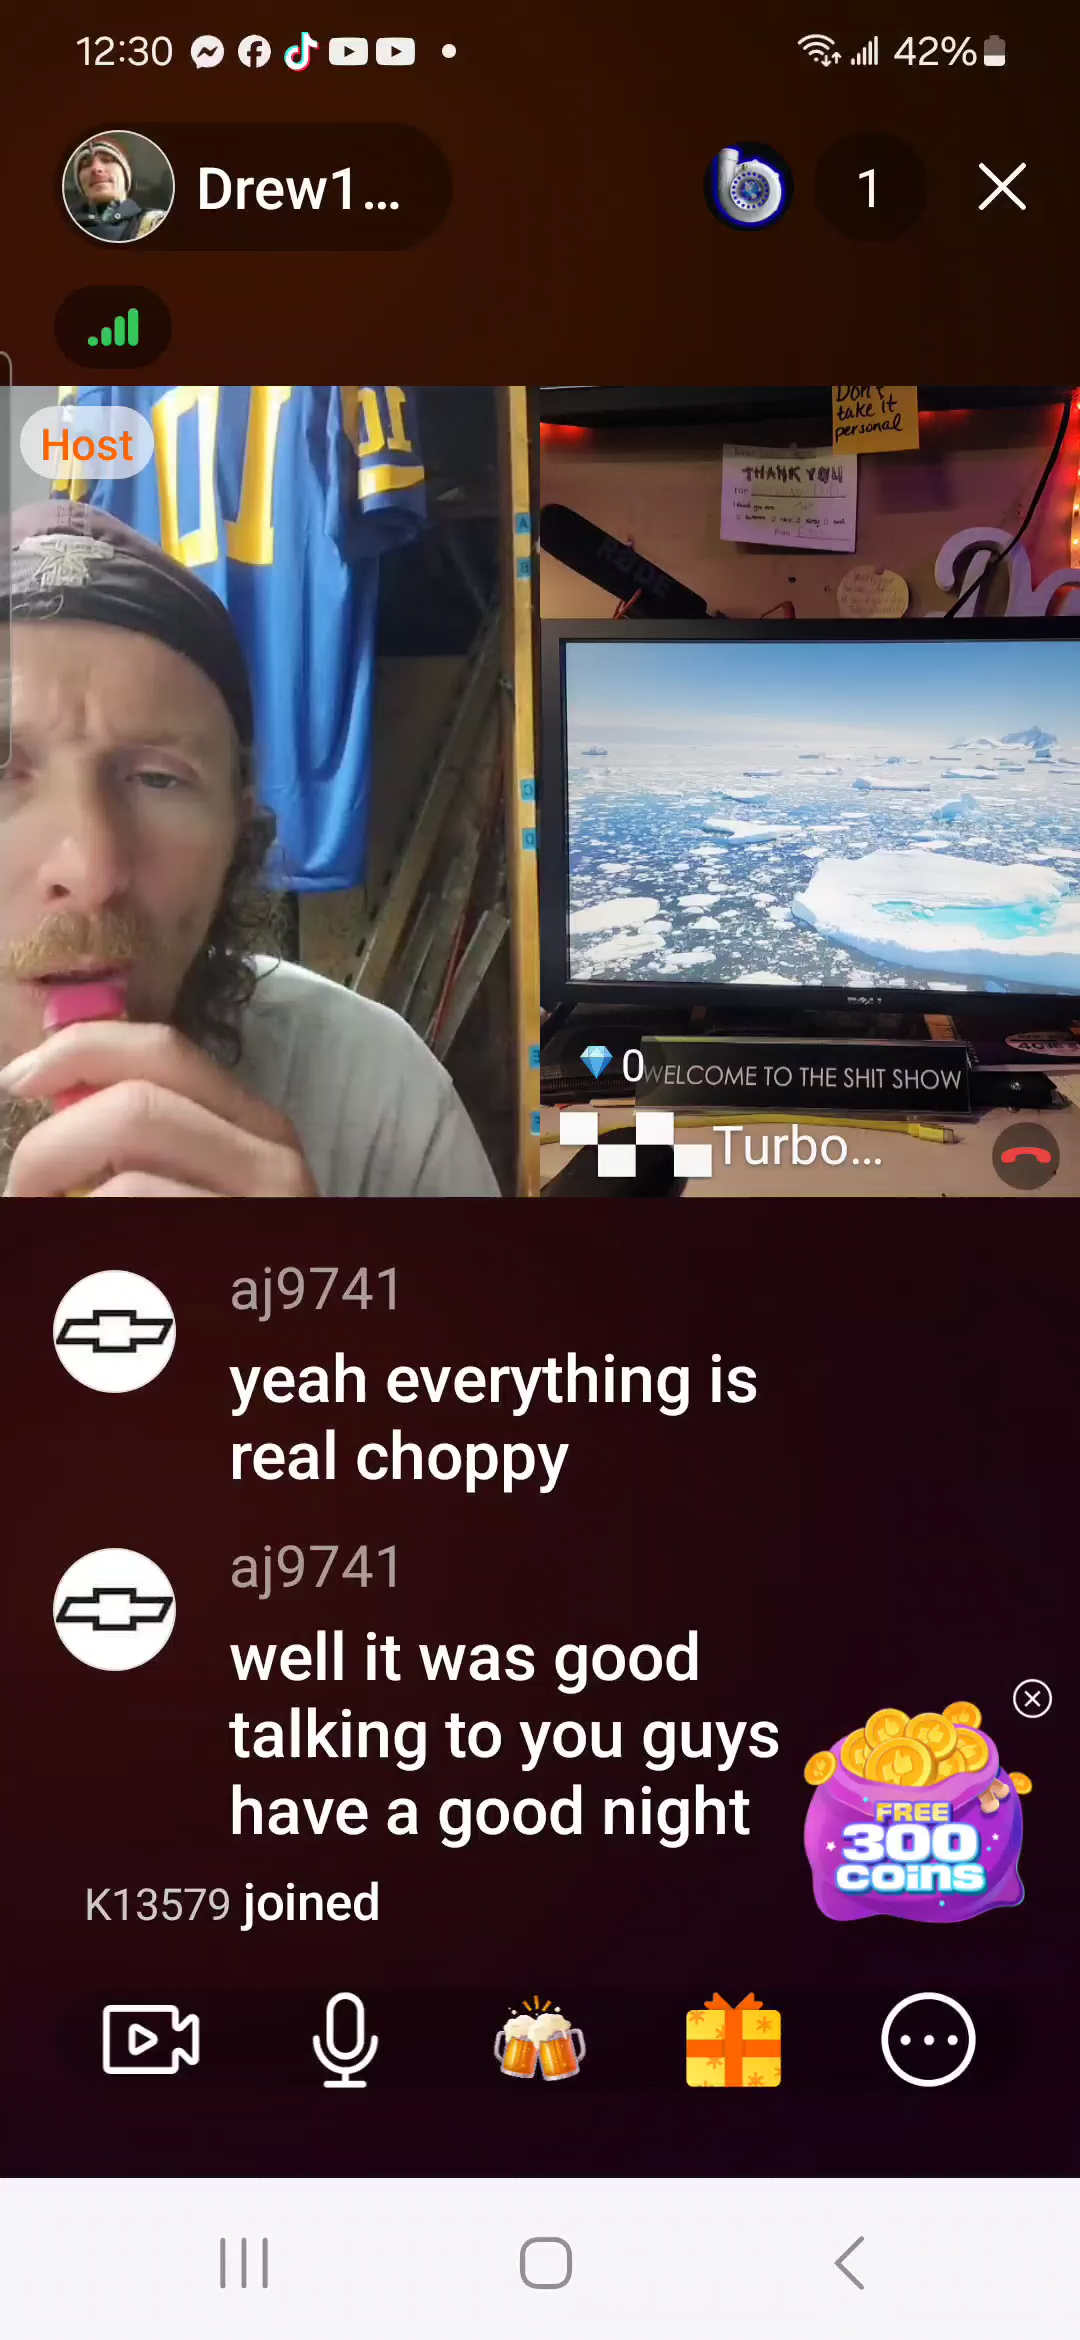 12:30
42%
Drew1...
1
Host
Don't
take it
personal
THANK YOU
RØDE
DELL
0
WELCOME TO THE SHIT SHOW
Turbo...
aj9741
yeah everything is
real choppy
aj9741
well it was good
talking to you guys
have a good night
K13579 joined
FREE
300
COINS